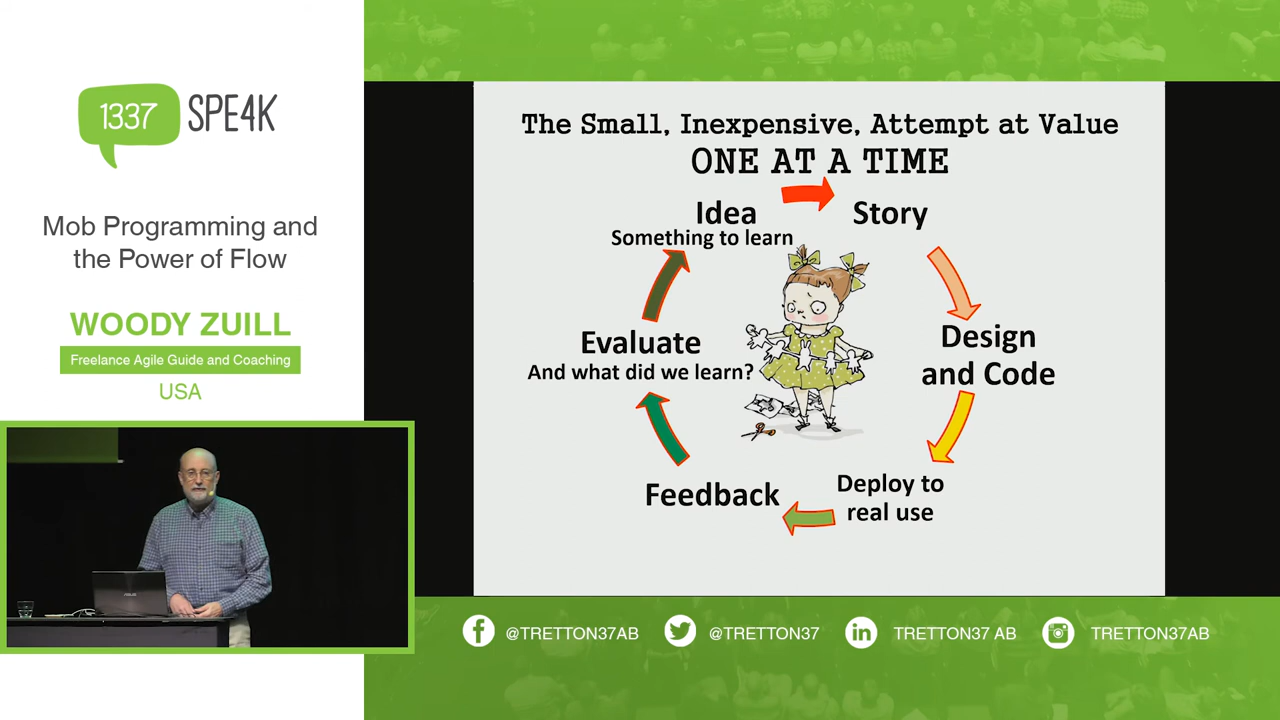 1337
SPE4K
Mob Programming and
the Power of Flow
WOODY ZUILL
Freelance Agile Guide and Coaching
USA
The Small, Inexpensive, Attempt at Value
ONE AT A TIME
Idea
Something to learn
Story
Design
and Code
Deploy to
real use
Feedback
Evaluate
And what did we learn?
@TRETTON37AB
@TRETTON37
TRETTON37 AB
TRETTON37AB